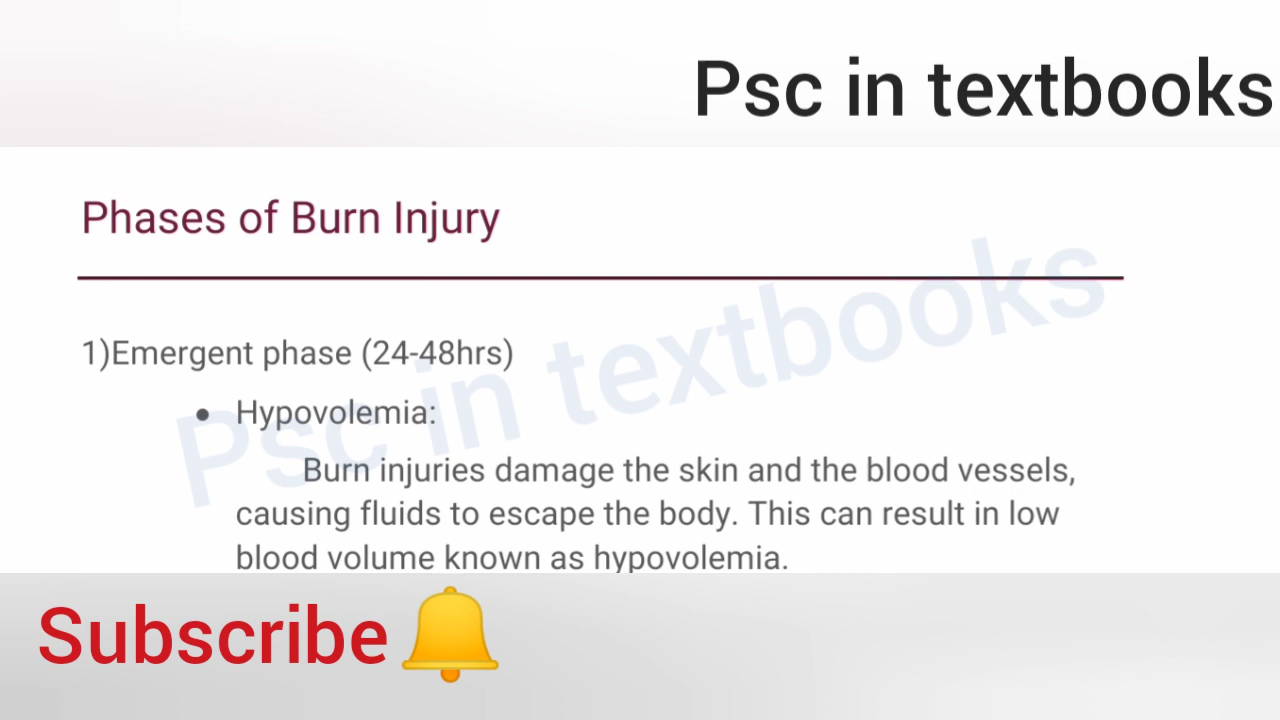 Psc in textbooks
Phases of Burn Injury
Psc in textbooks
1)Emergent phase (24-48hrs)
● Hypovolemia:
Burn injuries damage the skin and the blood vessels,
causing fluids to escape the body. This can result in low
blood volume known as hypovolemia.
Subscribe